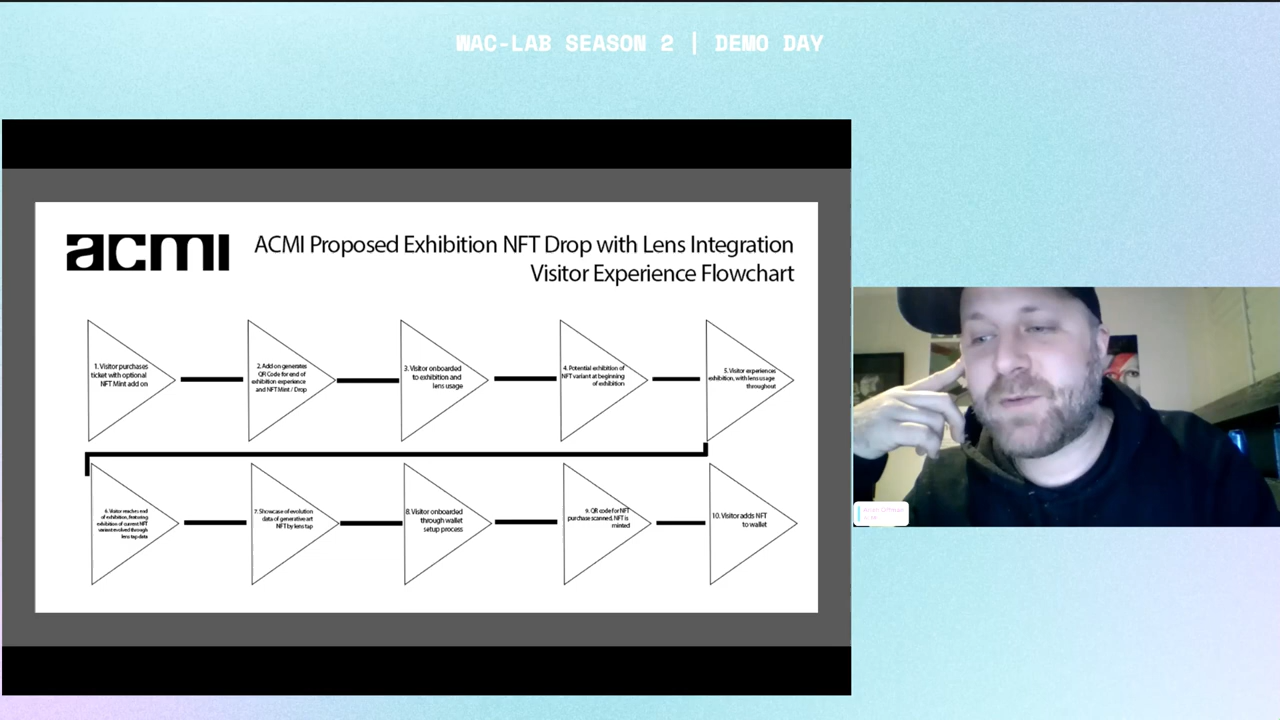 WAC-LAB SEASON 2 | DEMO DAY
acmi
ACMI Proposed Exhibition NFT Drop with Lens Integration
Visitor Experience Flowchart
1. Visitor purchases
ticket with optional
NFT Mint add on
2. Add on generates
QR Code for end of
exhibition experience
and NFT Mint / Drop
3. Visitor onboarded
to exhibition and
lens usage
4. Potential exhibition of
NFT variant at beginning
of exhibition
5. Visitor experiences
exhibition, with lens usage
throughout
6. Visitor reaches end
of exhibition, featuring
exhibition of current NFT
variant evolved through
lens tap data
7. Showcase of evolution
data of generative art
NFT by lens tap
8. Visitor onboarded
through wallet
setup process
9. QR code for NFT
purchase scanned, NFT is
minted
10. Visitor adds NFT
to wallet